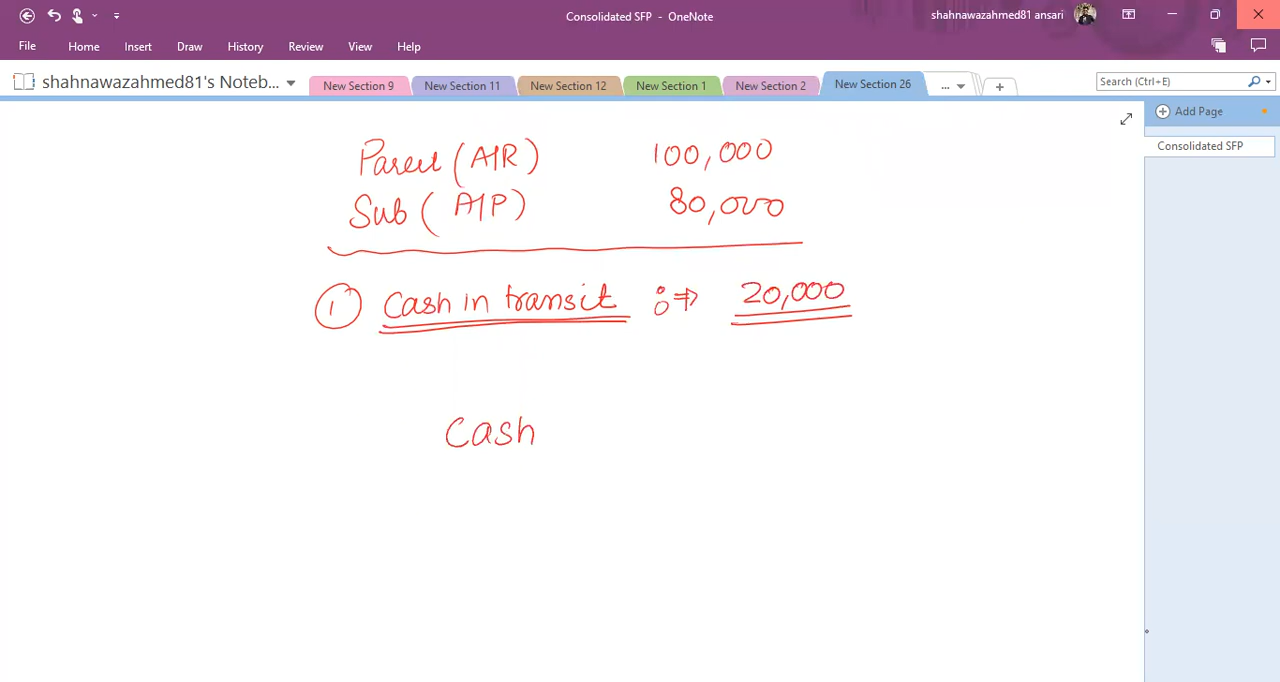 Consolidated SFP - OneNote
shahnawazahmed81 ansari
File Home Insert Draw History Review View Help
shahnawazahmed81's Noteb... New Section 9 New Section 11 New Section 12 New Section 1 New Section 2 New Section 26 ... Search (Ctrl+E)
Add Page
Consolidated SFP
Parent (A/R) 100,000
Sub (A/P) 80,000
1 Cash in transit :⇒ 20,000
Cash